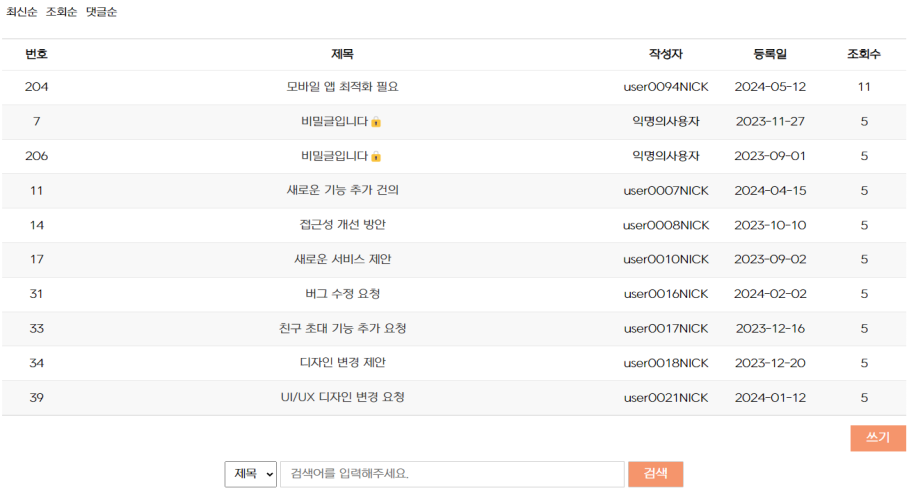 최신순 조회순 댓글순
번호 제목 작성자 등록일 조회수
204 모바일 앱 최적화 필요 user0094NICK 2024-05-12 11
7 비밀글입니다🔒 익명의사용자 2023-11-27 5
206 비밀글입니다🔒 익명의사용자 2023-09-01 5
11 새로운 기능 추가 건의 user0007NICK 2024-04-15 5
14 접근성 개선 방안 user0008NICK 2023-10-10 5
17 새로운 서비스 제안 user0010NICK 2023-09-02 5
31 버그 수정 요청 user0016NICK 2024-02-02 5
33 친구 초대 기능 추가 요청 user0017NICK 2023-12-16 5
34 디자인 변경 제안 user0018NICK 2023-12-20 5
39 UI/UX 디자인 변경 요청 user0021NICK 2024-01-12 5
쓰기
제목 검색어를 입력해주세요. 검색